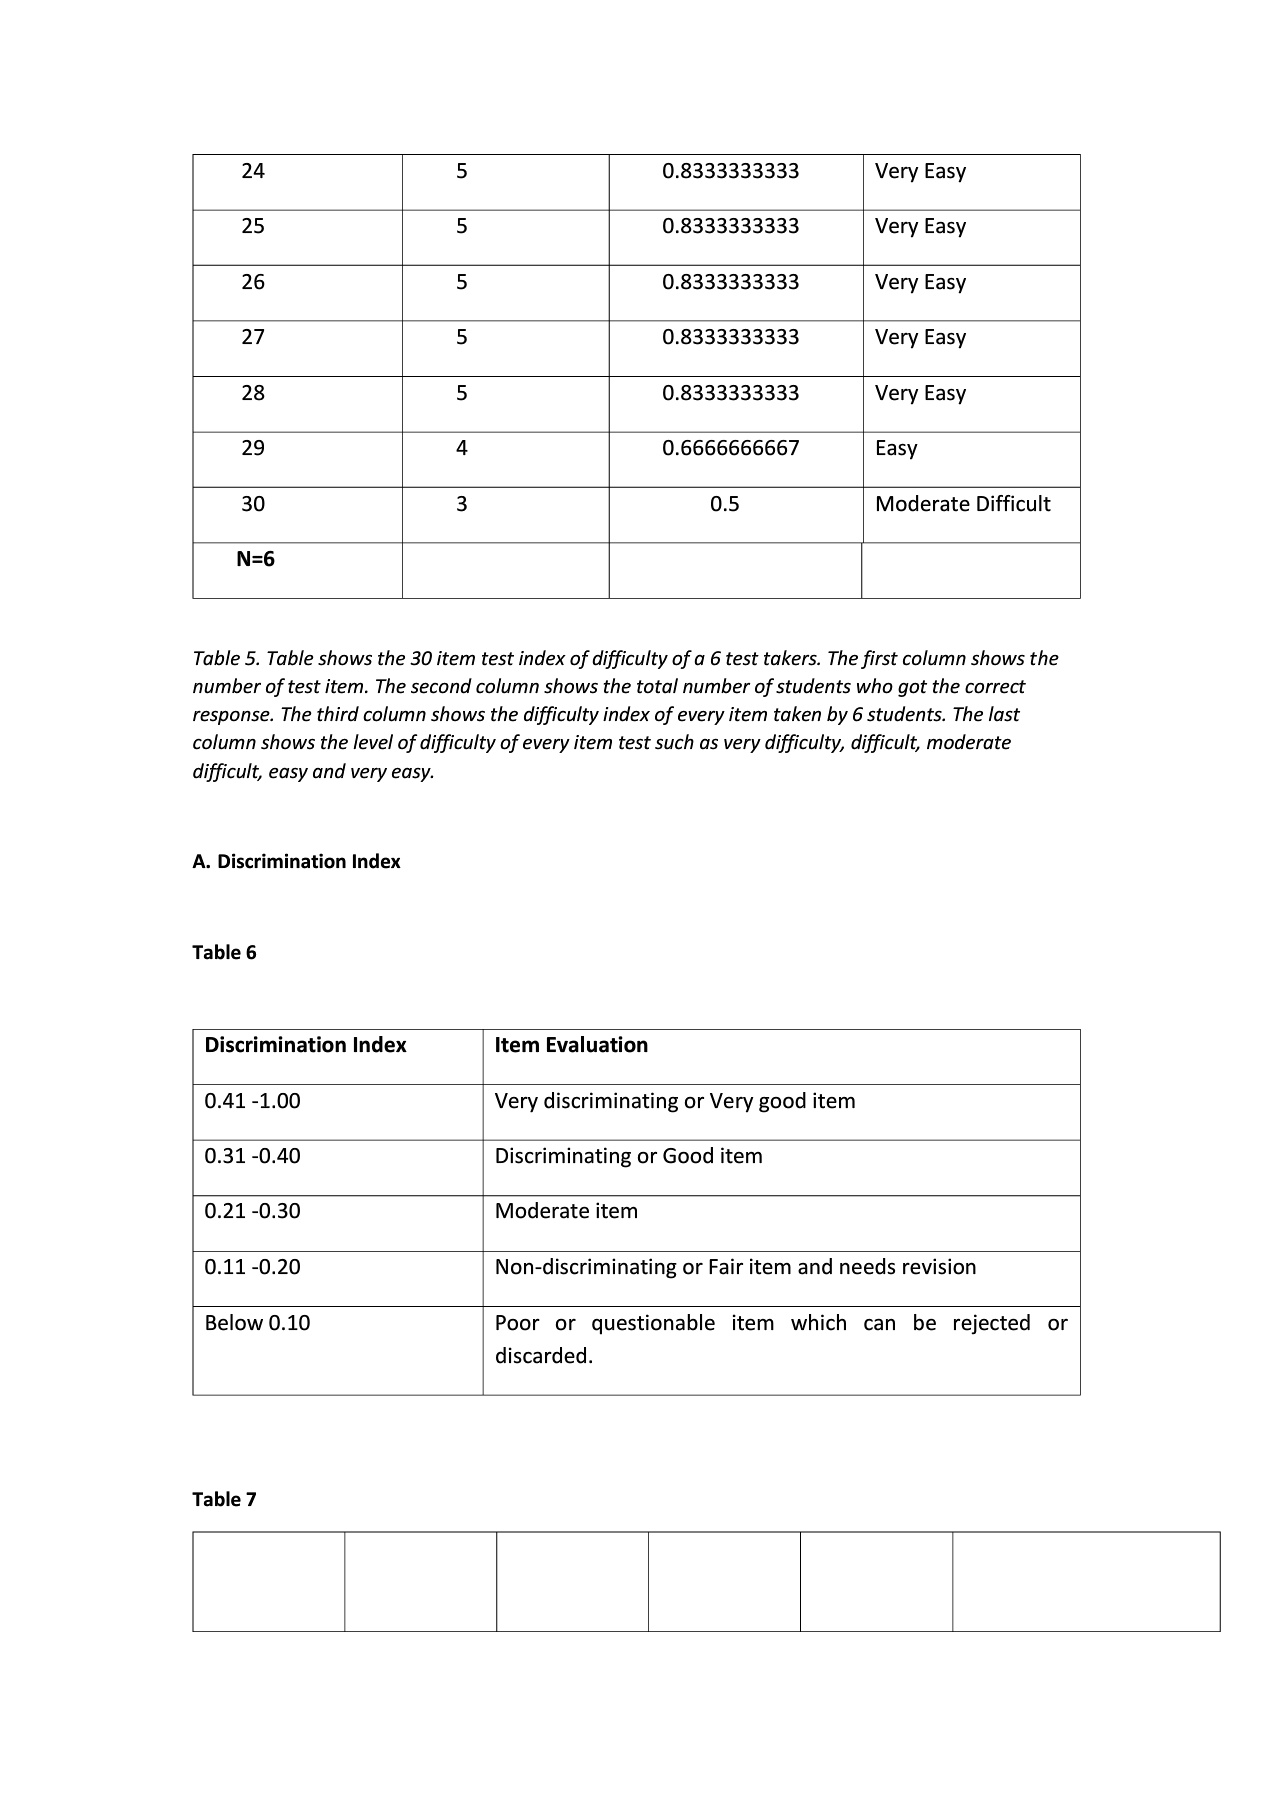 24 5 0.8333333333 Very Easy
25 5 0.8333333333 Very Easy
26 5 0.8333333333 Very Easy
27 5 0.8333333333 Very Easy
28 5 0.8333333333 Very Easy
29 4 0.6666666667 Easy
30 3 0.5 Moderate Difficult
N=6
Table 5. Table shows the 30 item test index of difficulty of a 6 test takers. The first column shows the
number of test item. The second column shows the total number of students who got the correct
response. The third column shows the difficulty index of every item taken by 6 students. The last
column shows the level of difficulty of every item test such as very difficulty, difficult, moderate
difficult, easy and very easy.
A. Discrimination Index
Table 6
Discrimination Index Item Evaluation
0.41 -1.00 Very discriminating or Very good item
0.31 -0.40 Discriminating or Good item
0.21 -0.30 Moderate item
0.11 -0.20 Non-discriminating or Fair item and needs revision
Below 0.10 Poor or questionable item which can be rejected or
discarded.
Table 7